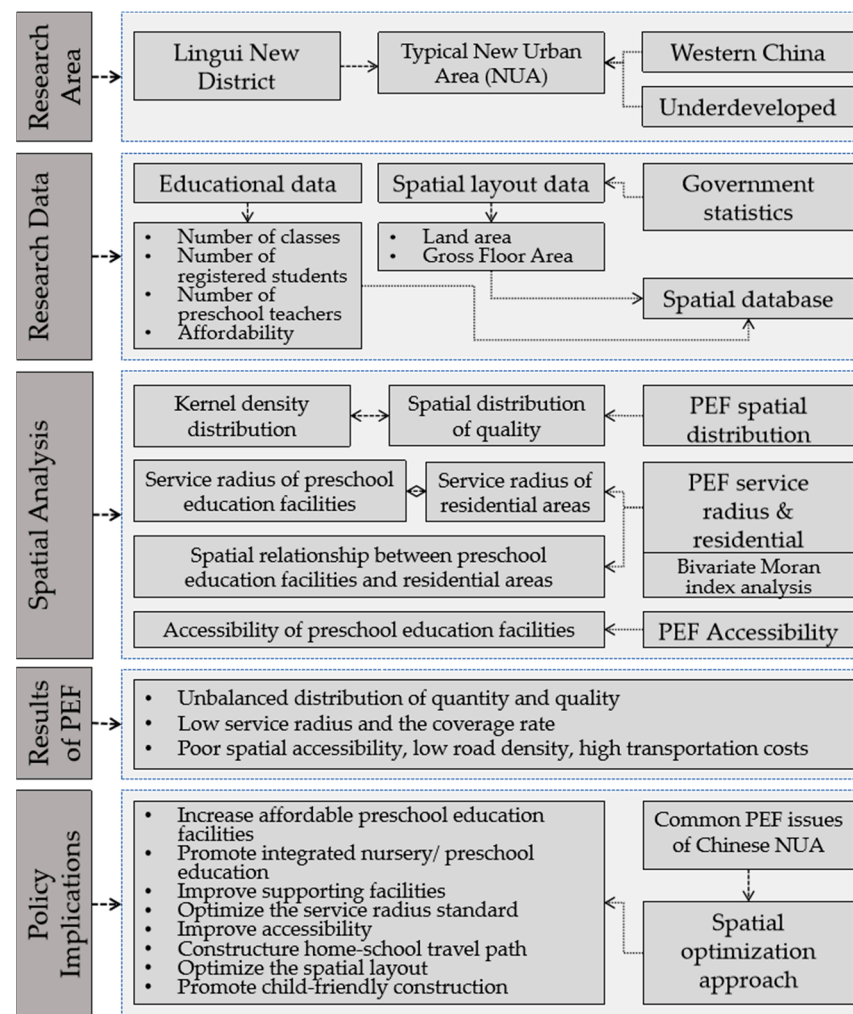 Research
Area
Lingui New
District
Typical New Urban
Area (NUA)
Western China
Underdeveloped
Research Data
Educational data
Spatial layout data
Government
statistics
• Number of classes
• Number of
registered students
• Number of
preschool teachers
• Affordability
• Land area
• Gross Floor Area
Spatial database
Spatial Analysis
Kernel density
distribution
Spatial distribution
of quality
PEF spatial
distribution
Service radius of preschool
education facilities
Service radius of
residential areas
PEF service
radius &
residential
Spatial relationship between preschool
education facilities and residential areas
Bivariate Moran
index analysis
Accessibility of preschool education facilities
PEF Accessibility
Results
of PEF
• Unbalanced distribution of quantity and quality
• Low service radius and the coverage rate
• Poor spatial accessibility, low road density, high transportation costs
Policy
Implications
• Increase affordable preschool education
facilities
• Promote integrated nursery/ preschool
education
• Improve supporting facilities
• Optimize the service radius standard
• Improve accessibility
• Constructure home-school travel path
• Optimize the spatial layout
• Promote child-friendly construction
Common PEF issues
of Chinese NUA
Spatial
optimization
approach